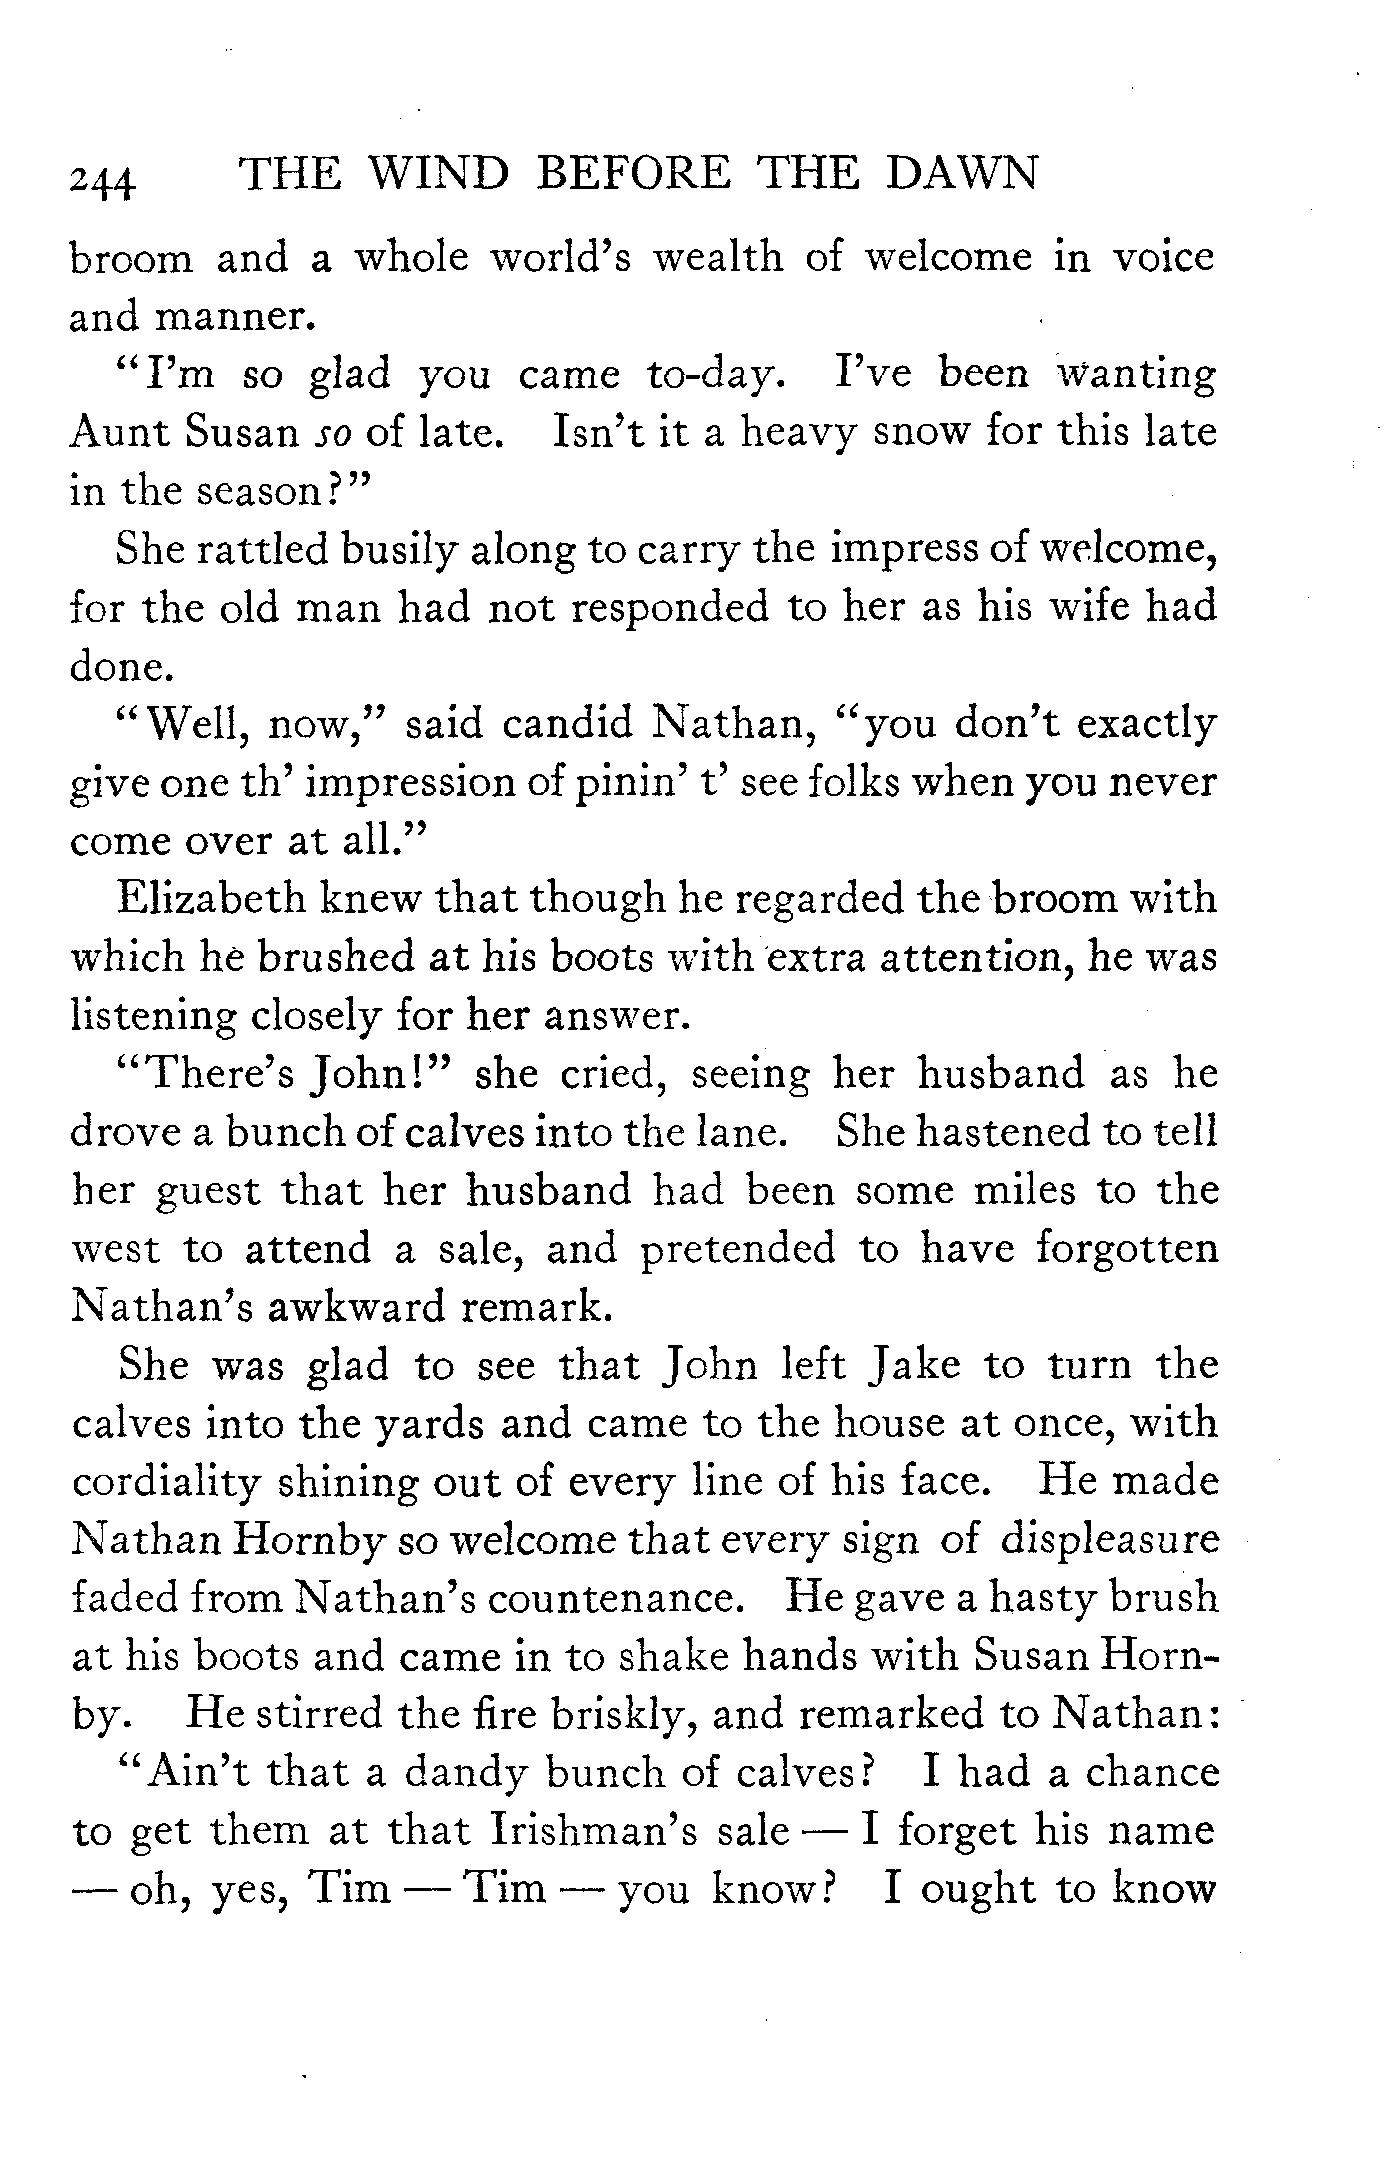 244 THE WIND BEFORE THE DAWN
broom and a whole world's wealth of welcome in voice
and manner.
"I'm so glad you came to-day. I've been wanting
Aunt Susan so of late. Isn't it a heavy snow for this late
in the season?"
She rattled busily along to carry the impress of welcome,
for the old man had not responded to her as his wife had
done.
"Well, now," said candid Nathan, "you don't exactly
give one th' impression of pinin' t' see folks when you never
come over at all."
Elizabeth knew that though he regarded the broom with
which he brushed at his boots with extra attention, he was
listening closely for her answer.
"There's John!" she cried, seeing her husband as he
drove a bunch of calves into the lane. She hastened to tell
her guest that her husband had been some miles to the
west to attend a sale, and pretended to have forgotten
Nathan's awkward remark.
She was glad to see that John left Jake to turn the
calves into the yards and came to the house at once, with
cordiality shining out of every line of his face. He made
Nathan Hornby so welcome that every sign of displeasure
faded from Nathan's countenance. He gave a hasty brush
at his boots and came in to shake hands with Susan Horn-
by. He stirred the fire briskly, and remarked to Nathan:
"Ain't that a dandy bunch of calves? I had a chance
to get them at that Irishman's sale — I forget his name
— oh, yes, Tim — Tim — you know? I ought to know